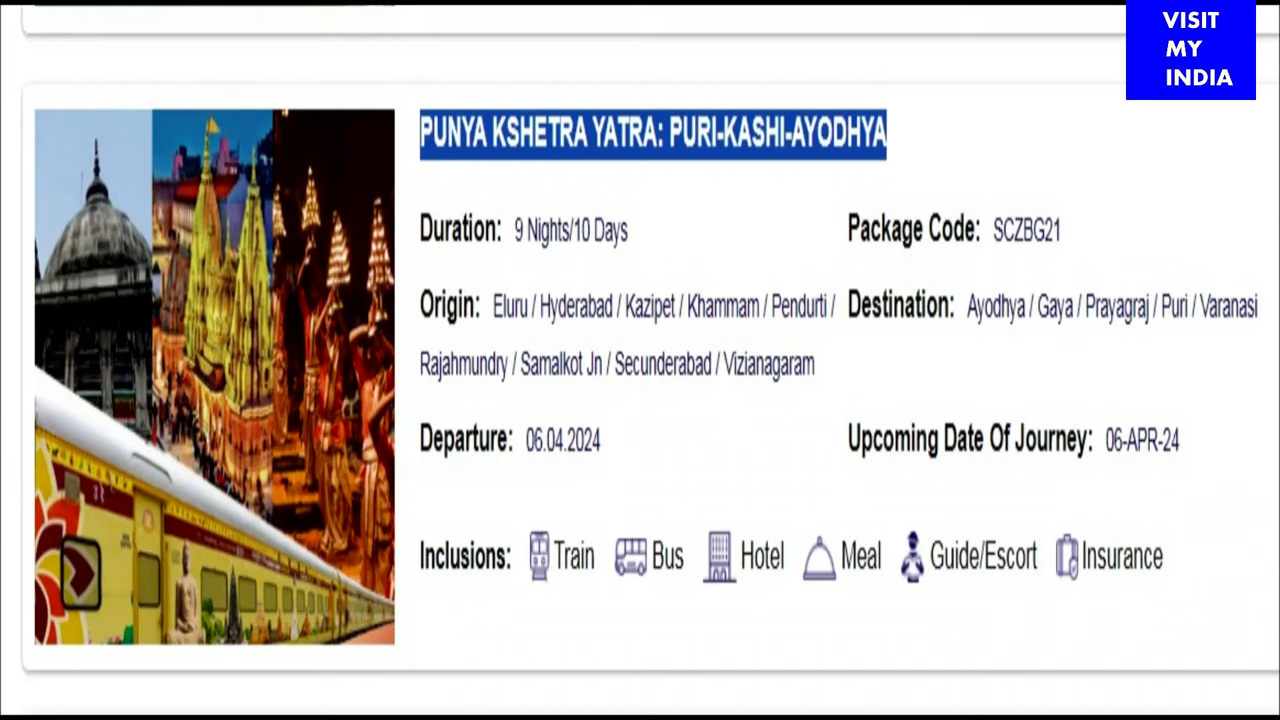 VISIT
MY
INDIA
PUNYA KSHETRA YATRA: PURI-KASHI-AYODHYA
Duration: 9 Nights/10 Days
Package Code: SCZBG21
Origin: Eluru / Hyderabad / Kazipet / Khammam / Pendurti /
Rajahmundry / Samalkot Jn / Secunderabad / Vizianagaram
Destination: Ayodhya / Gaya / Prayagraj / Puri / Varanasi
Departure: 06.04.2024
Upcoming Date Of Journey: 06-APR-24
Inclusions: Train Bus Hotel Meal Guide/Escort Insurance